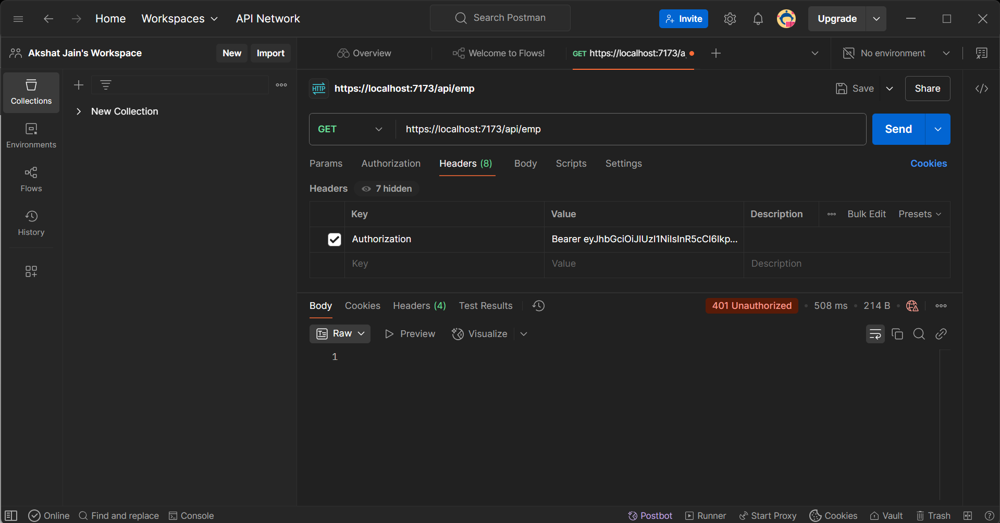 Home Workspaces API Network
Search Postman
Invite
Upgrade
Akshat Jain's Workspace
New Import
Overview
Welcome to Flows!
GET https://localhost:7173/a
No environment
Collections
Environments
Flows
History
New Collection
HTTP https://localhost:7173/api/emp
Save
Share
GET https://localhost:7173/api/emp
Send
Params Authorization Headers (8) Body Scripts Settings
Cookies
Headers 7 hidden
Key Value Description Bulk Edit Presets
Authorization Bearer eyJhbGciOiJIUzI1NiIsInR5cCI6Ikp...
Key Value Description
Body Cookies Headers (4) Test Results
401 Unauthorized 508 ms 214 B
Raw Preview Visualize
1
Online Find and replace Console
Postbot Runner Start Proxy Cookies Vault Trash